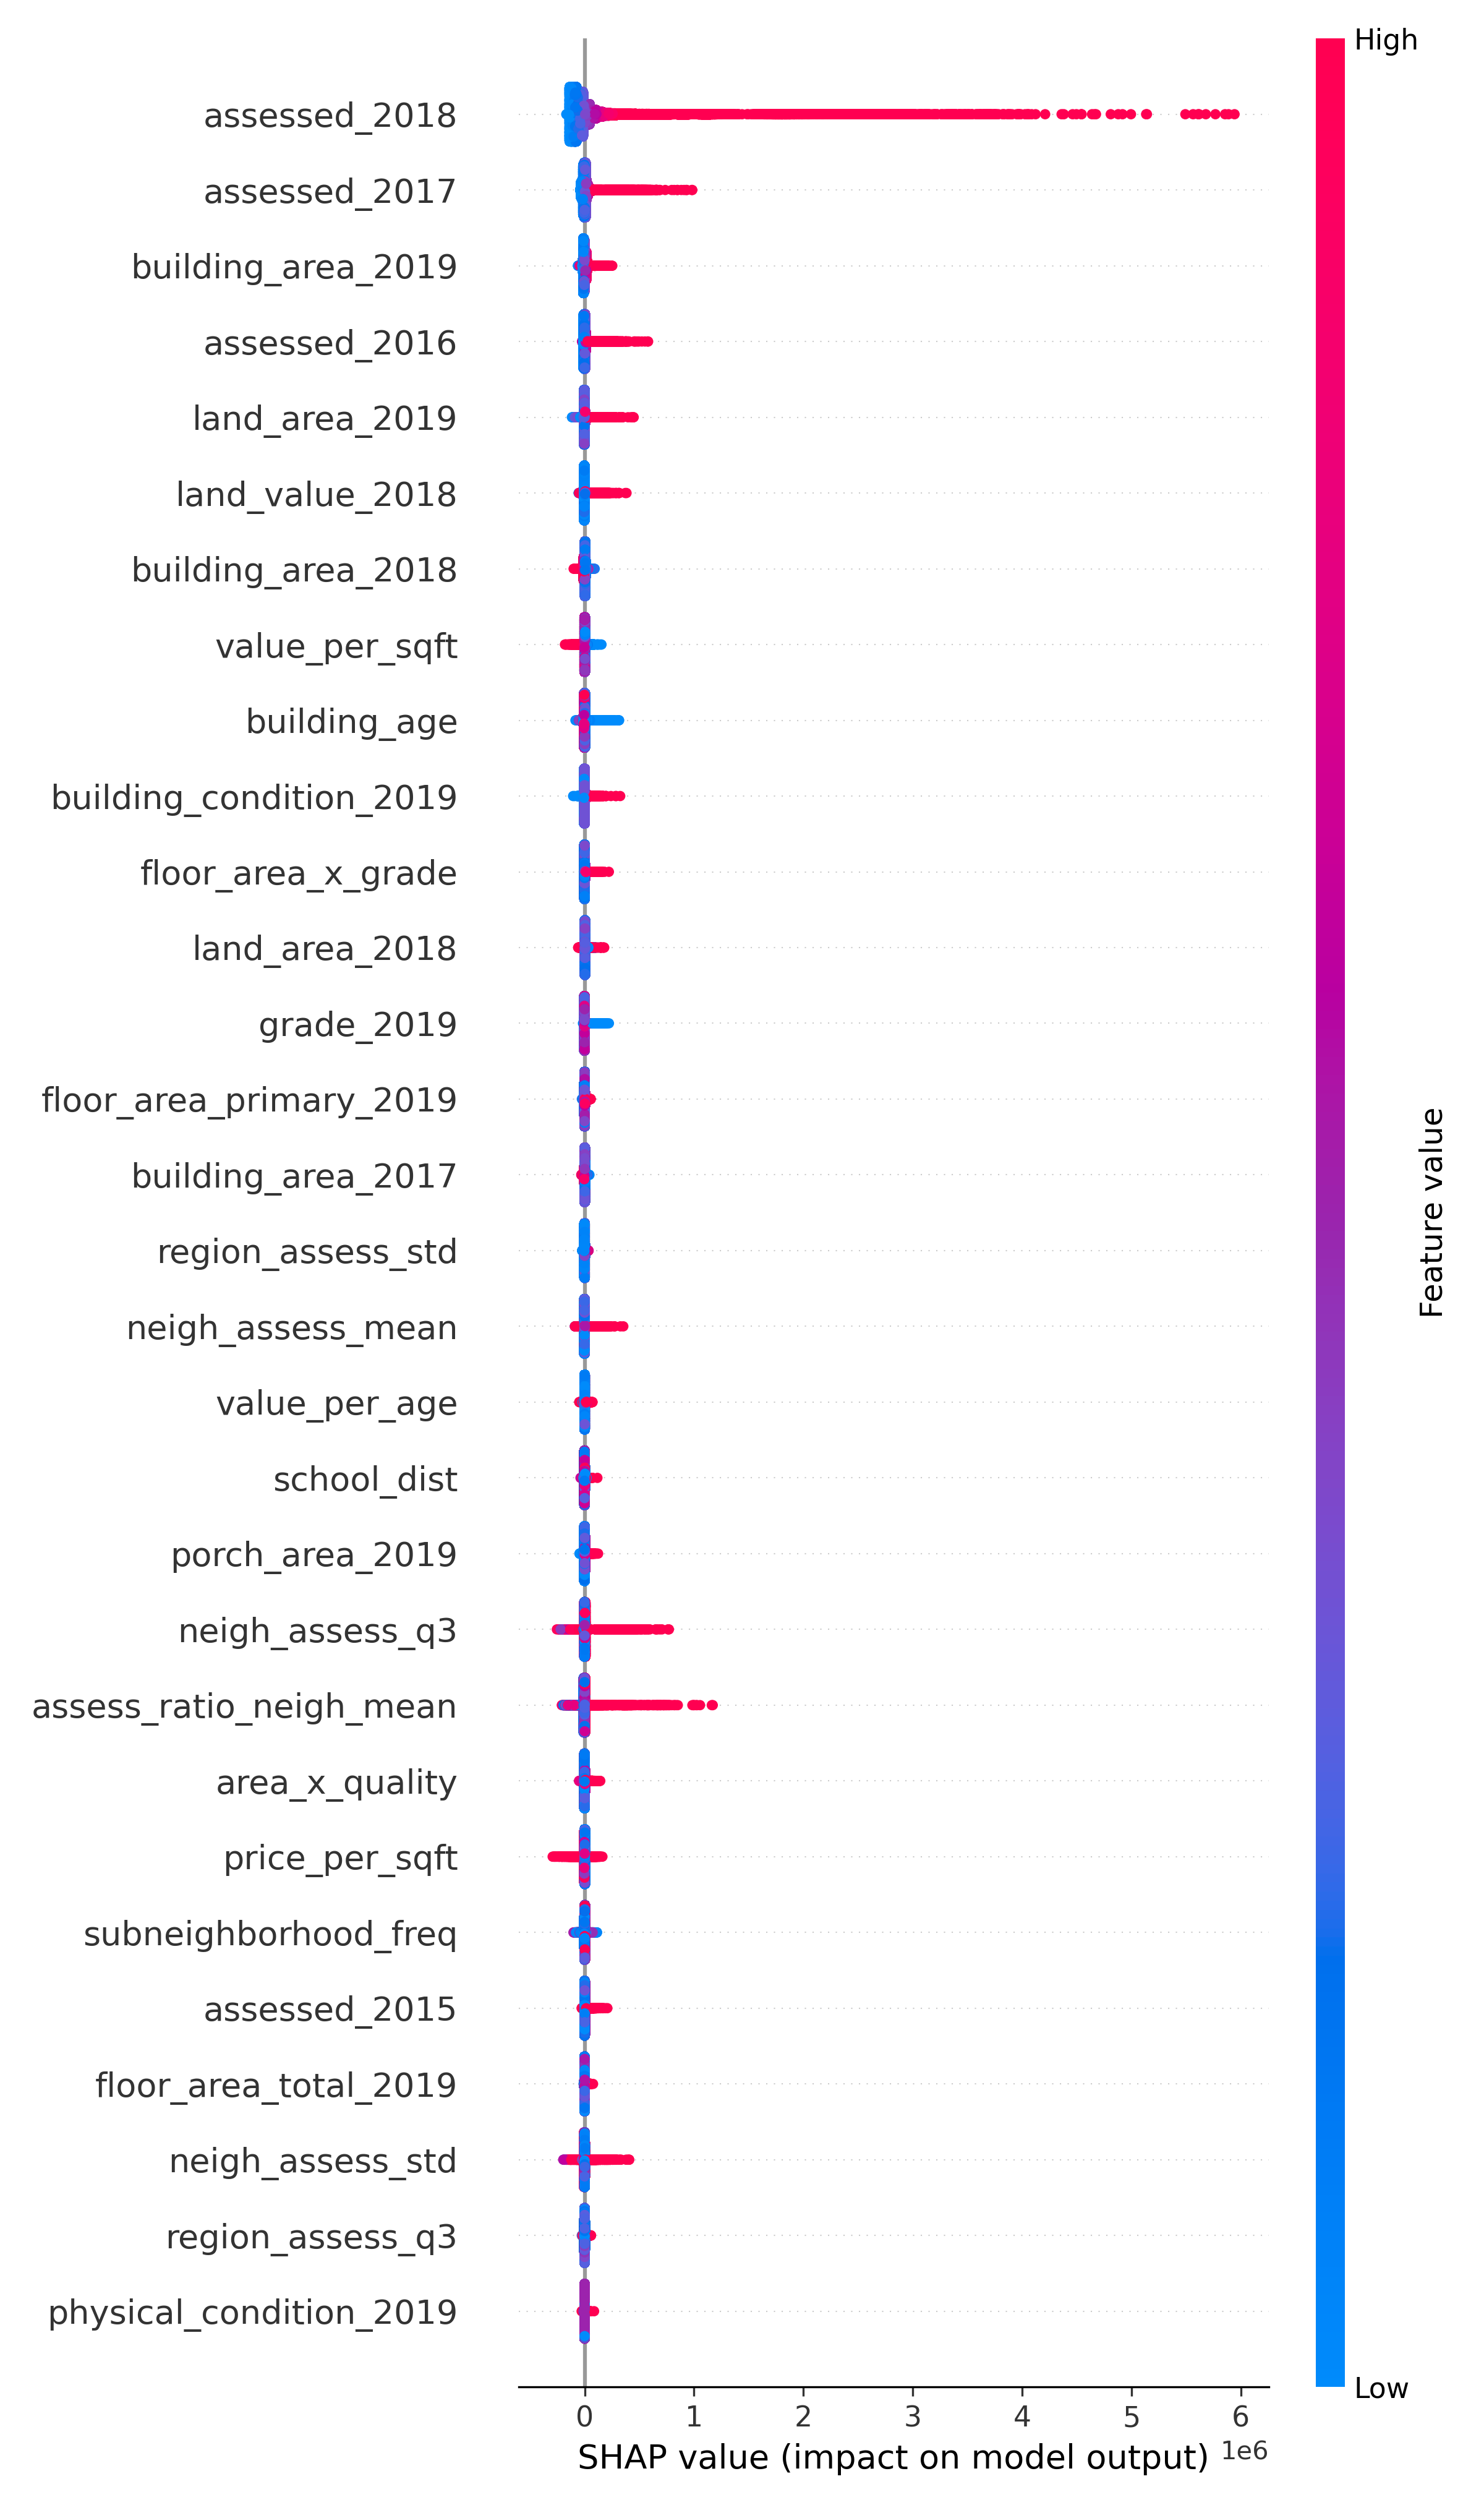 High
assessed_2018
assessed_2017
building_area_2019
assessed_2016
land_area_2019
land_value_2018
building_area_2018
value_per_sqft
building_age
building_condition_2019
floor_area_x_grade
land_area_2018
grade_2019
floor_area_primary_2019
building_area_2017
region_assess_std
neigh_assess_mean
value_per_age
school_dist
porch_area_2019
neigh_assess_q3
assess_ratio_neigh_mean
area_x_quality
price_per_sqft
subneighborhood_freq
assessed_2015
floor_area_total_2019
neigh_assess_std
region_assess_q3
physical_condition_2019
Feature value
Low
0 1 2 3 4 5 6
1e6
SHAP value (impact on model output)